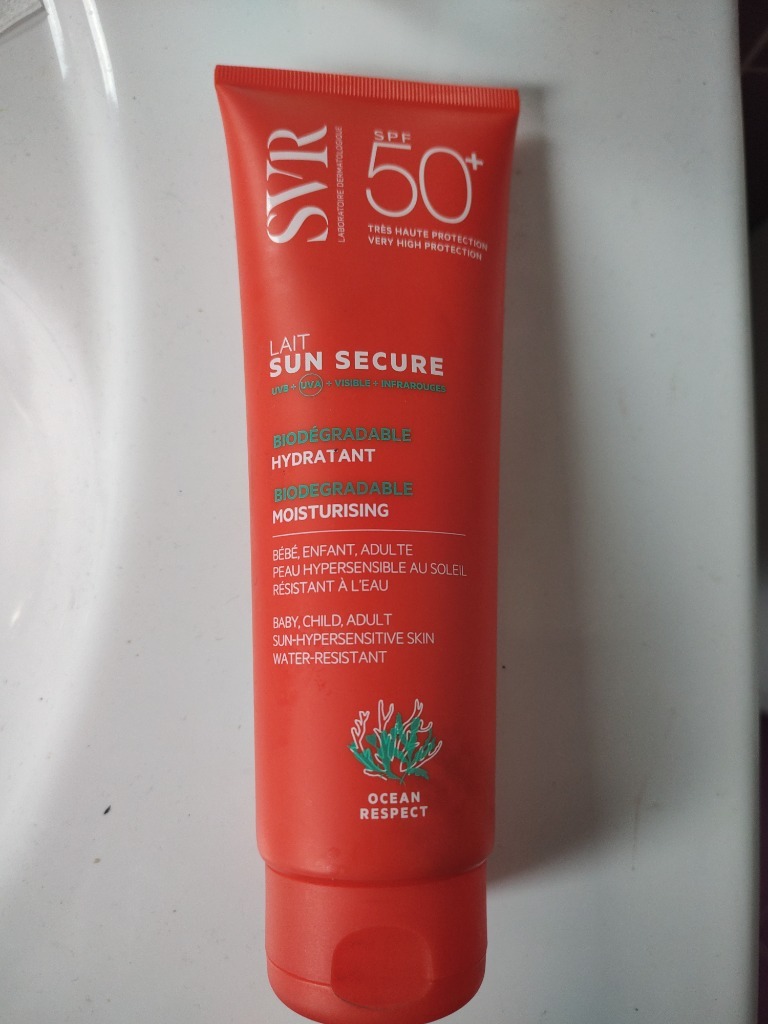 SVR
LABORATOIRE DERMATOLOGIQUE
SPF
50+
TRÈS HAUTE PROTECTION
VERY HIGH PROTECTION
LAIT
SUN SECURE
UVB + UVA + VISIBLE + INFRAROUGES
BIODÉGRADABLE
HYDRATANT
BIODEGRADABLE
MOISTURISING
BÉBÉ, ENFANT, ADULTE
PEAU HYPERSENSIBLE AU SOLEIL
RÉSISTANT À L'EAU
BABY, CHILD, ADULT
SUN-HYPERSENSITIVE SKIN
WATER-RESISTANT
OCEAN
RESPECT